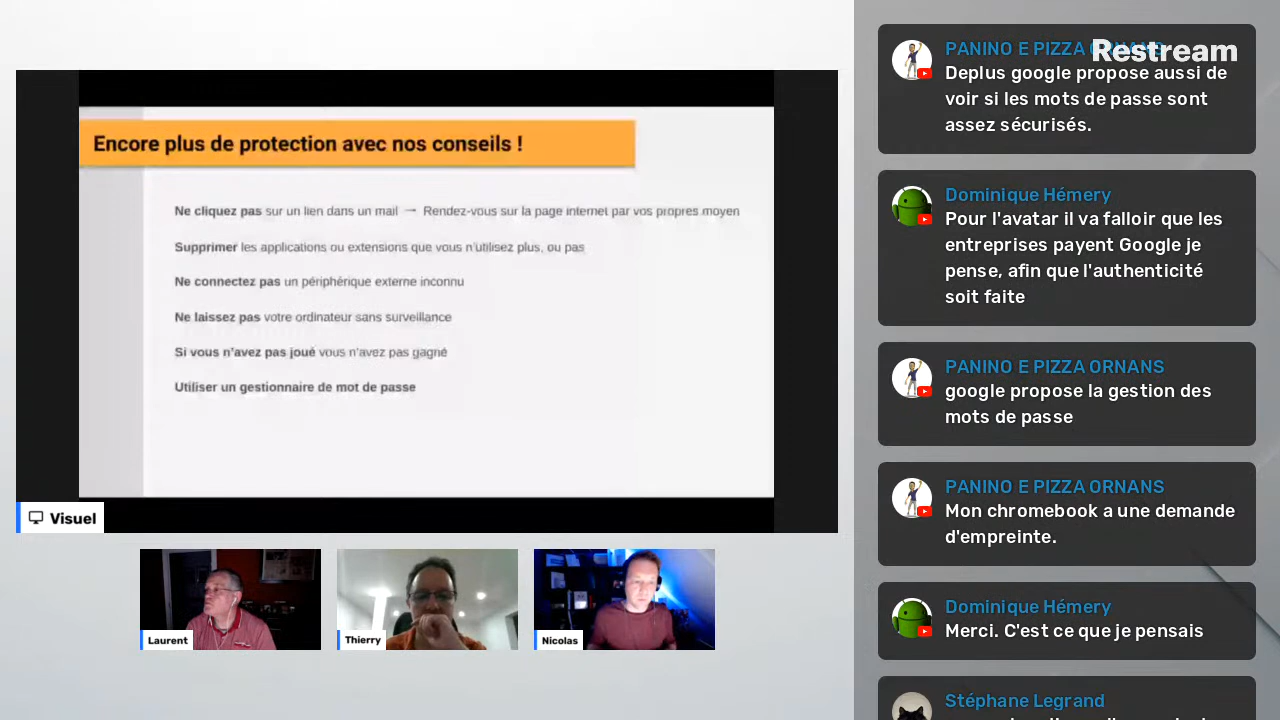 Encore plus de protection avec nos conseils !
Ne cliquez pas sur un lien dans un mail → Rendez-vous sur la page internet par vos propres moyen
Supprimer les applications ou extensions que vous n'utilisez plus, ou pas
Ne connectez pas un périphérique externe inconnu
Ne laissez pas votre ordinateur sans surveillance
Si vous n'avez pas joué vous n'avez pas gagné
Utiliser un gestionnaire de mot de passe
Visuel
Laurent
Thierry
Nicolas
Restream
PANINO E PIZZA ORNANS
Deplus google propose aussi de
voir si les mots de passe sont
assez sécurisés.
Dominique Hémery
Pour l'avatar il va falloir que les
entreprises payent Google je
pense, afin que l'authenticité
soit faite
PANINO E PIZZA ORNANS
google propose la gestion des
mots de passe
PANINO E PIZZA ORNANS
Mon chromebook a une demande
d'empreinte.
Dominique Hémery
Merci. C'est ce que je pensais
Stéphane Legrand